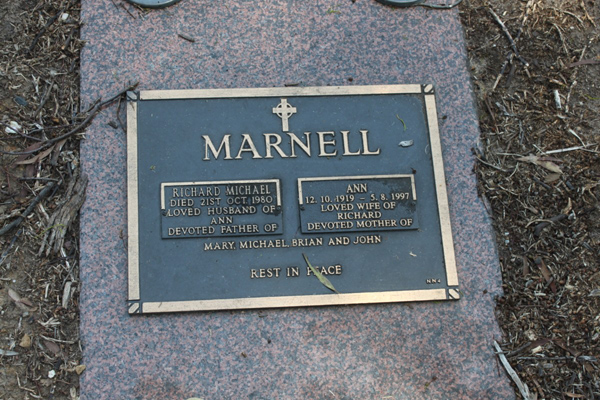 MARNELL
RICHARD MICHAEL
DIED 21ST OCT. 1980
LOVED HUSBAND OF
ANN
DEVOTED FATHER OF
ANN
12. 10. 1919 - 5. 8. 1997
LOVED WIFE OF
RICHARD
DEVOTED MOTHER OF
MARY, MICHAEL, BRIAN AND JOHN
REST IN PEACE